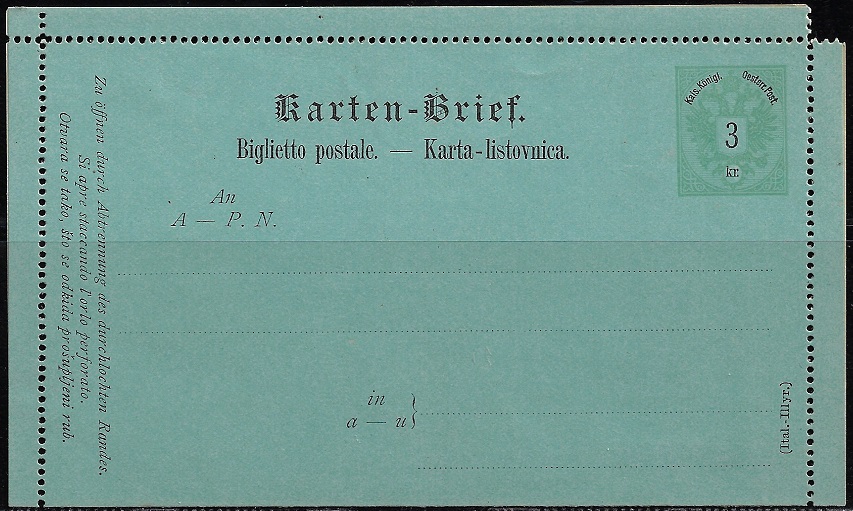 Karten-Brief.
Biglietto postale. — Karta-listovnica.
Kais. Königl. Oesterr. Post.
3
kr.
An
A — P. N.
in
a — u}
(Ital.-Illyr.)
Zu öffnen durch Abtrennung des durchlochten Randes.
Si apre staccando l'orlo perforato.
Otvara se tako, što se odkida prošupljeni rub.